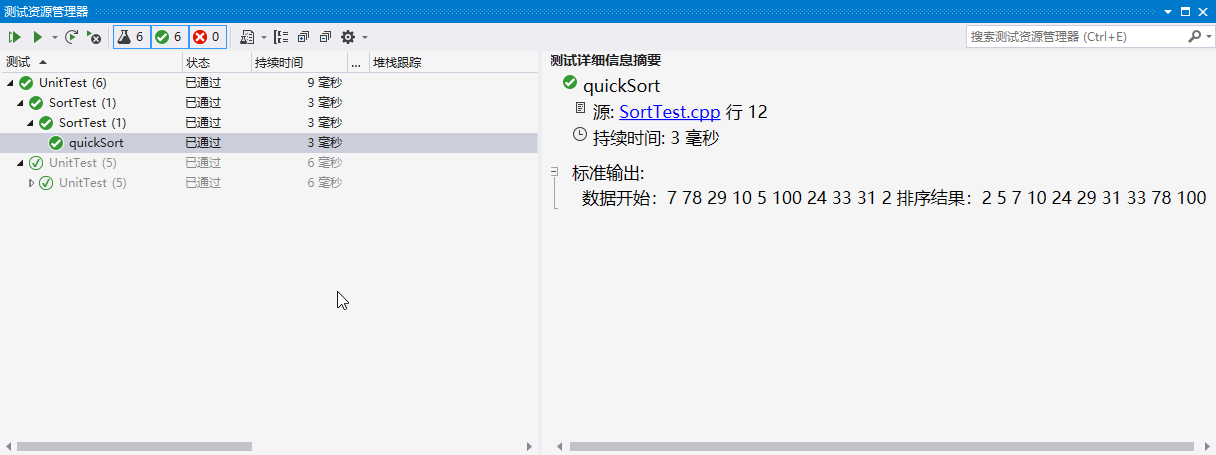 测试资源管理器
6 6 0
搜索测试资源管理器 (Ctrl+E)
测试 状态 持续时间 ... 堆栈跟踪
UnitTest (6) 已通过 9 毫秒
SortTest (1) 已通过 3 毫秒
SortTest (1) 已通过 3 毫秒
quickSort 已通过 3 毫秒
UnitTest (5) 已通过 6 毫秒
UnitTest (5) 已通过 6 毫秒
测试详细信息摘要
quickSort
源: SortTest.cpp 行 12
持续时间: 3 毫秒
标准输出:
数据开始：7 78 29 10 5 100 24 33 31 2 排序结果：2 5 7 10 24 29 31 33 78 100